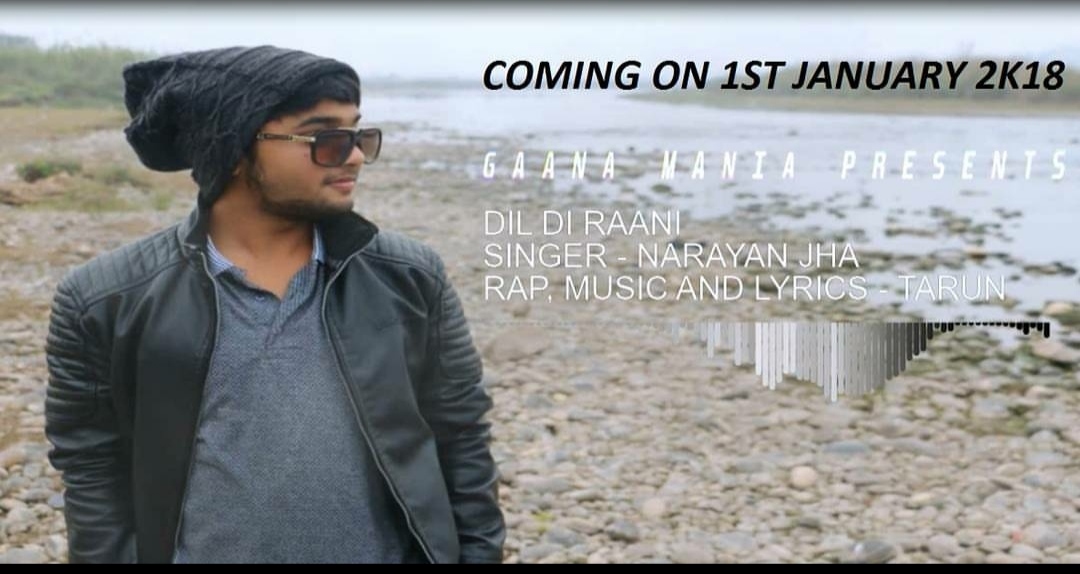 COMING ON 1ST JANUARY 2K18
GAANA MANIA PRESENTS
DIL DI RAANI
SINGER - NARAYAN JHA
RAP, MUSIC AND LYRICS - TARUN